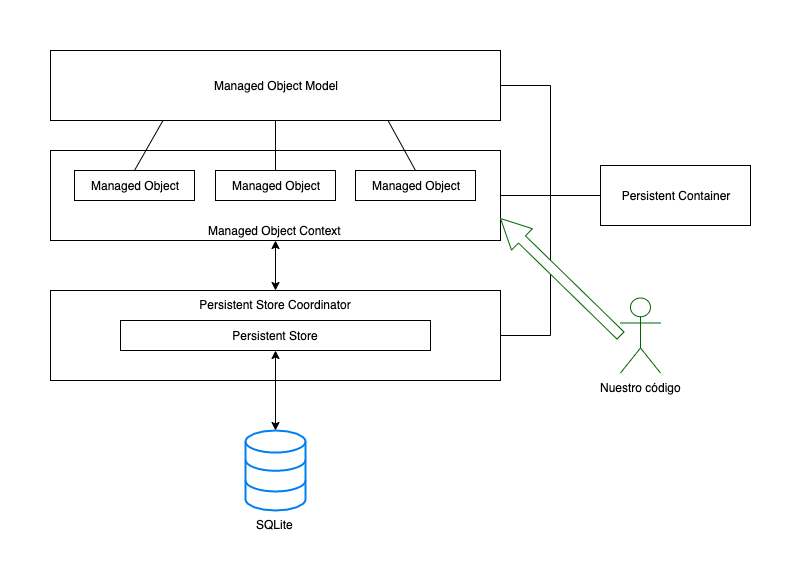 Managed Object Model
Managed Object
Managed Object
Managed Object
Managed Object Context
Persistent Container
Persistent Store Coordinator
Persistent Store
Nuestro código
SQLite